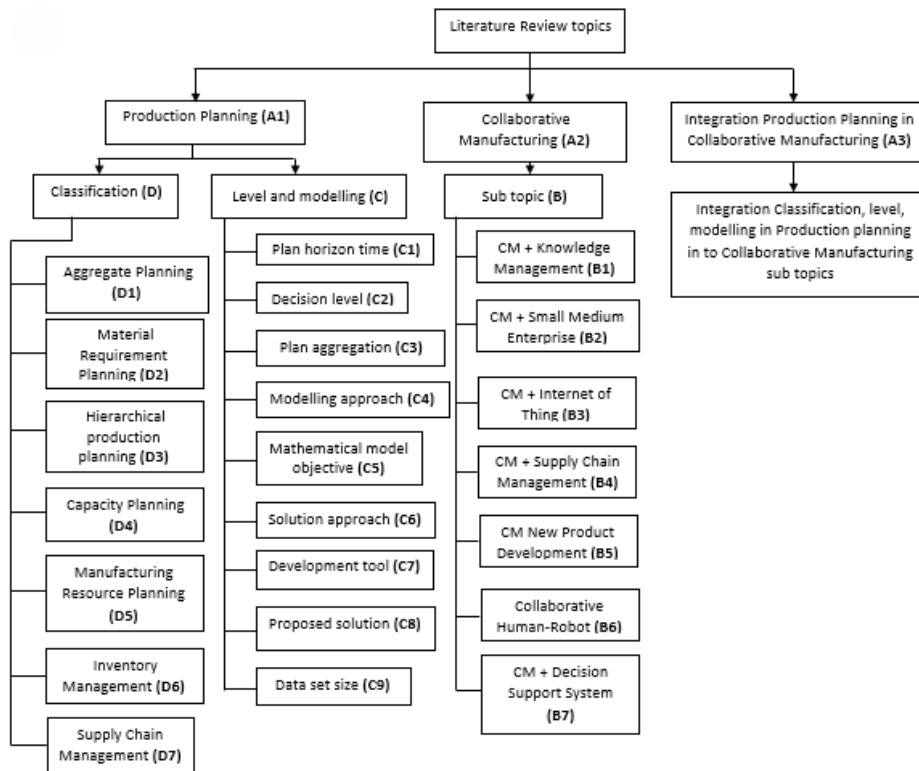 Literature Review topics
Production Planning (A1)
Collaborative
Manufacturing (A2)
Integration Production Planning in
Collaborative Manufacturing (A3)
Classification (D)
Level and modelling (C)
Sub topic (B)
Integration Classification, level,
modelling in Production planning
in to Collaborative Manufacturing
sub topics
Aggregate Planning
(D1)
Material
Requirement
Planning (D2)
Hierarchical
production
planning (D3)
Capacity Planning
(D4)
Manufacturing
Resource Planning
(D5)
Inventory
Management (D6)
Supply Chain
Management (D7)
Plan horizon time (C1)
Decision level (C2)
Plan aggregation (C3)
Modelling approach (C4)
Mathematical model
objective (C5)
Solution approach (C6)
Development tool (C7)
Proposed solution (C8)
Data set size (C9)
CM + Knowledge
Management (B1)
CM + Small Medium
Enterprise (B2)
CM + Internet of
Thing (B3)
CM + Supply Chain
Management (B4)
CM New Product
Development (B5)
Collaborative
Human-Robot (B6)
CM + Decision
Support System
(B7)